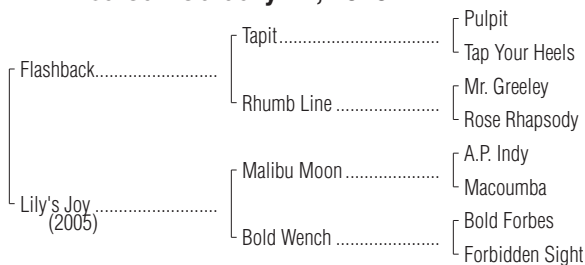 Pulpit
Tapit
Tap Your Heels
Flashback
Mr. Greeley
Rhumb Line
Rose Rhapsody
A.P. Indy
Malibu Moon
Macoumba
Lily's Joy
(2005)
Bold Forbes
Bold Wench
Forbidden Sight